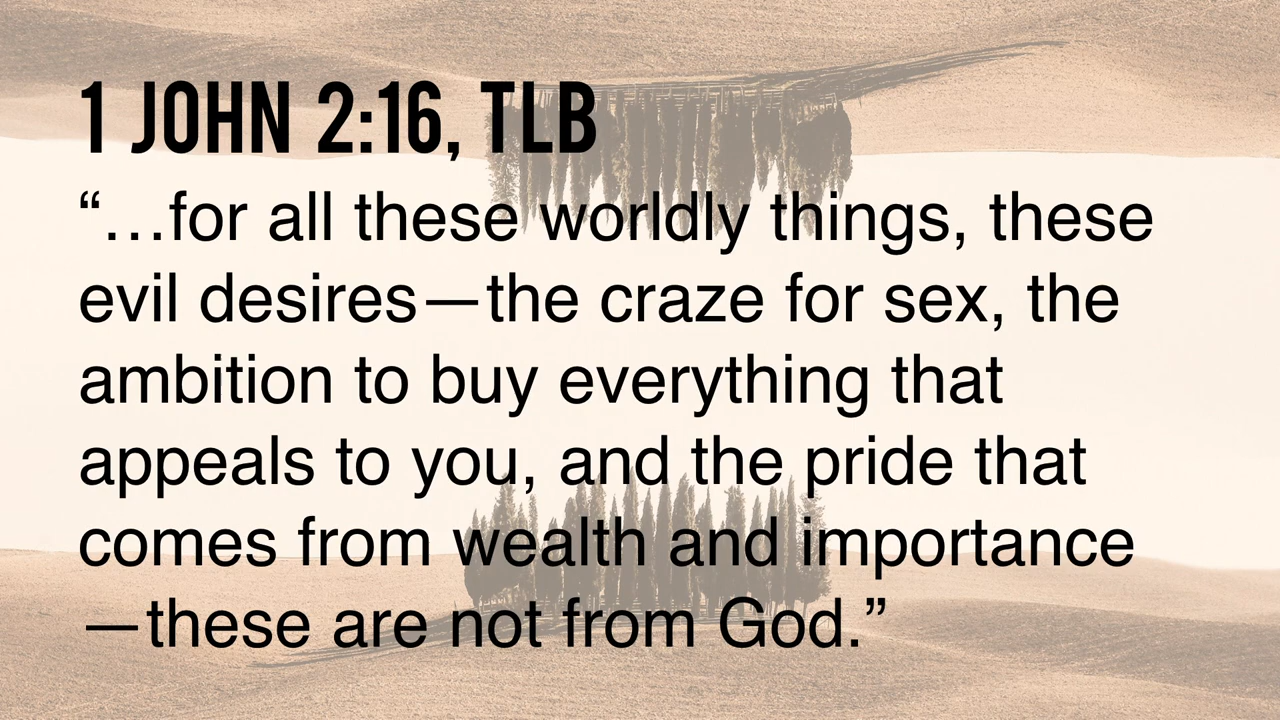 1 JOHN 2:16, TLB
“…for all these worldly things, these
evil desires—the craze for sex, the
ambition to buy everything that
appeals to you, and the pride that
comes from wealth and importance
—these are not from God.”